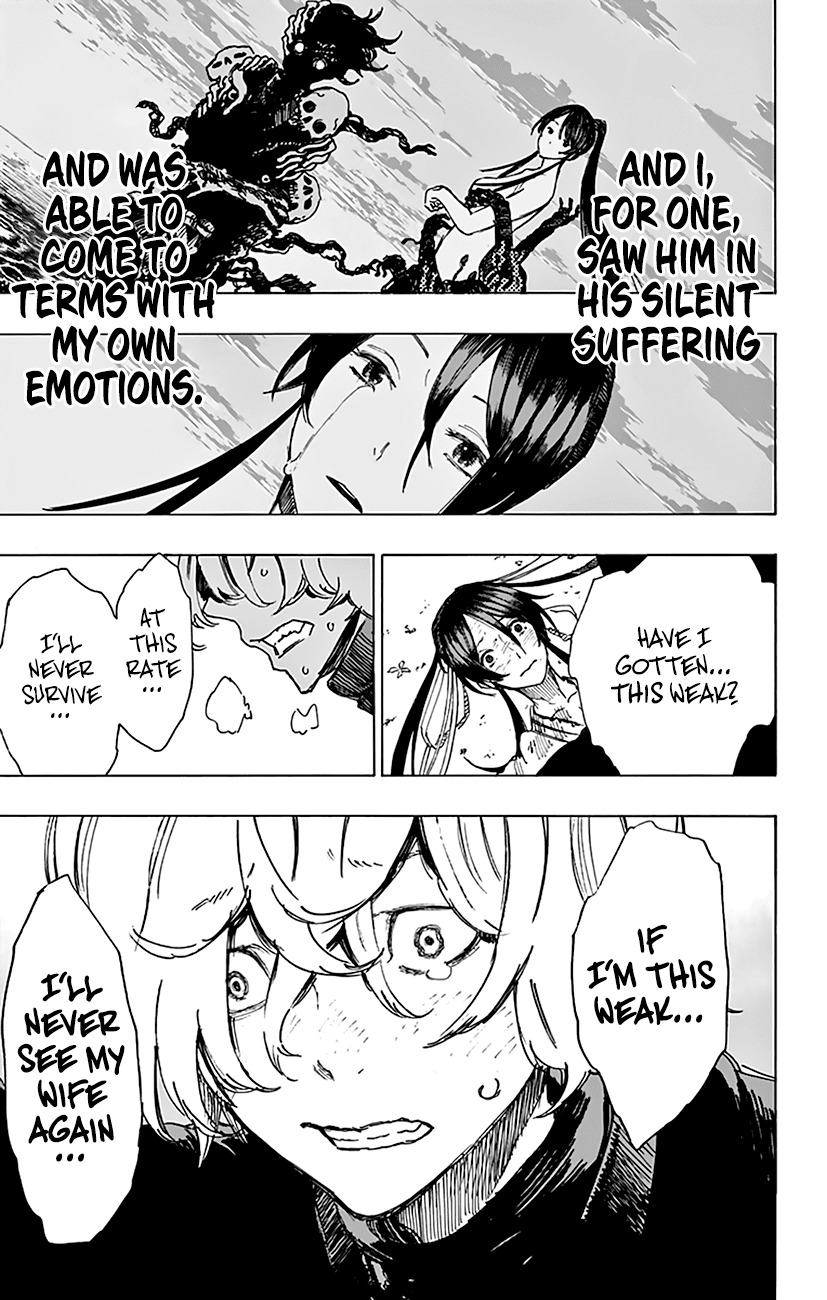 AND I,
FOR ONE,
SAW HIM IN
HIS SILENT
SUFFERING
AND WAS
ABLE TO
COME TO
TERMS WITH
MY OWN
EMOTIONS.
HAVE I
GOTTEN...
THIS WEAK?
AT
THIS
RATE
...
I'LL
NEVER
SURVIVE
...
IF
I'M THIS
WEAK...
I'LL
NEVER
SEE MY
WIFE
AGAIN
...